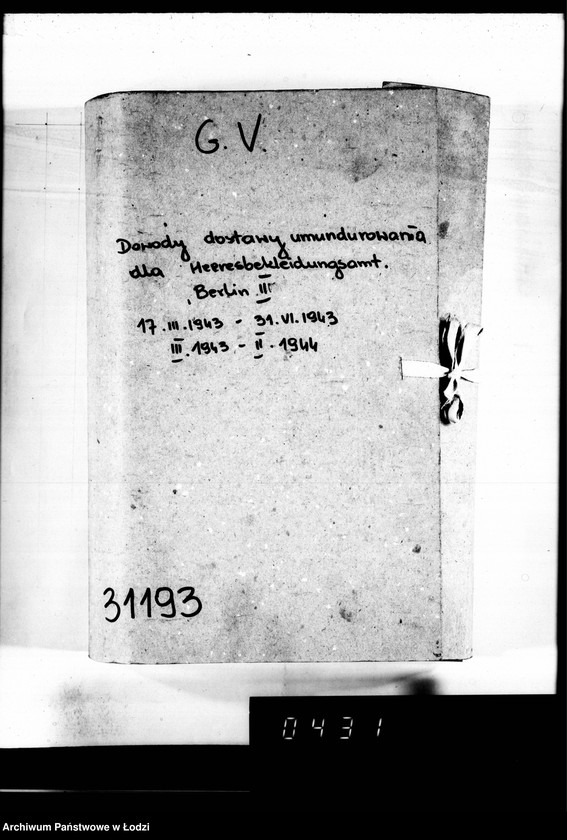 G. V.
Dowody dostawy umundurowania
dla Heeresbekleidungsamt.
Berlin III
17.III.1943 - 31.VI.1943
III.1943 - II.1944
31193
0431
Archiwum Państwowe w Łodzi